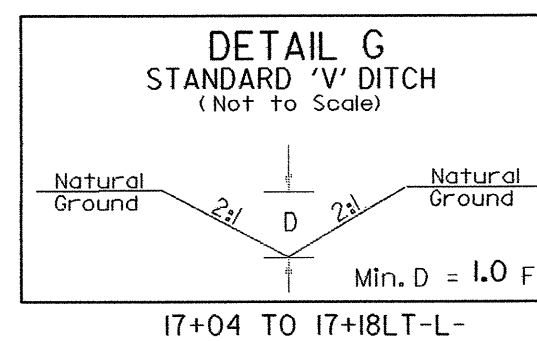 DETAIL G
STANDARD 'V' DITCH
(Not to Scale)
Natural
Ground
2:1
D
2:1
Natural
Ground
Min. D = 1.0 F
17+04 TO 17+18LT-L-